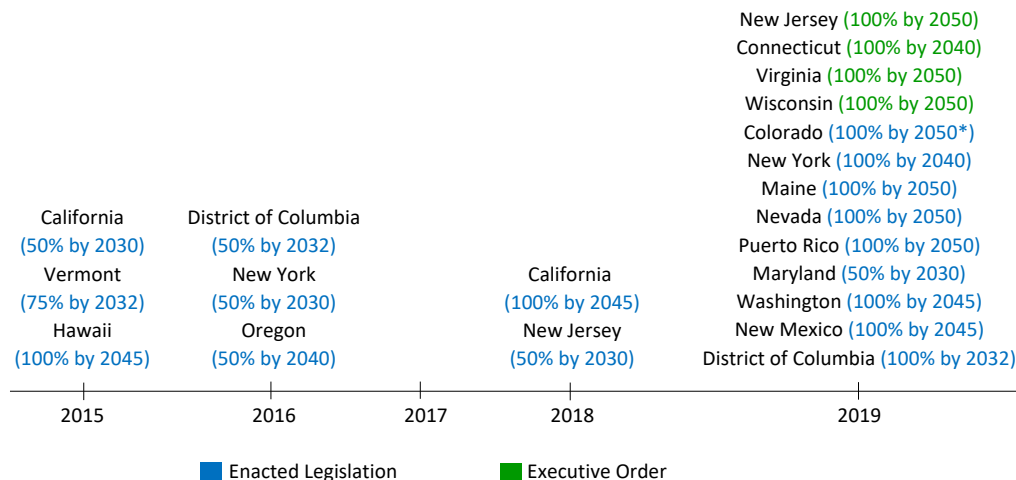 New Jersey (100% by 2050)
Connecticut (100% by 2040)
Virginia (100% by 2050)
Wisconsin (100% by 2050)
Colorado (100% by 2050*)
New York (100% by 2040)
Maine (100% by 2050)
Nevada (100% by 2050)
Puerto Rico (100% by 2050)
Maryland (50% by 2030)
Washington (100% by 2045)
New Mexico (100% by 2045)
District of Columbia (100% by 2032)
California
(50% by 2030)
Vermont
(75% by 2032)
Hawaii
(100% by 2045)
District of Columbia
(50% by 2032)
New York
(50% by 2030)
Oregon
(50% by 2040)
California
(100% by 2045)
New Jersey
(50% by 2030)
2015
2016
2017
2018
2019
Enacted Legislation
Executive Order